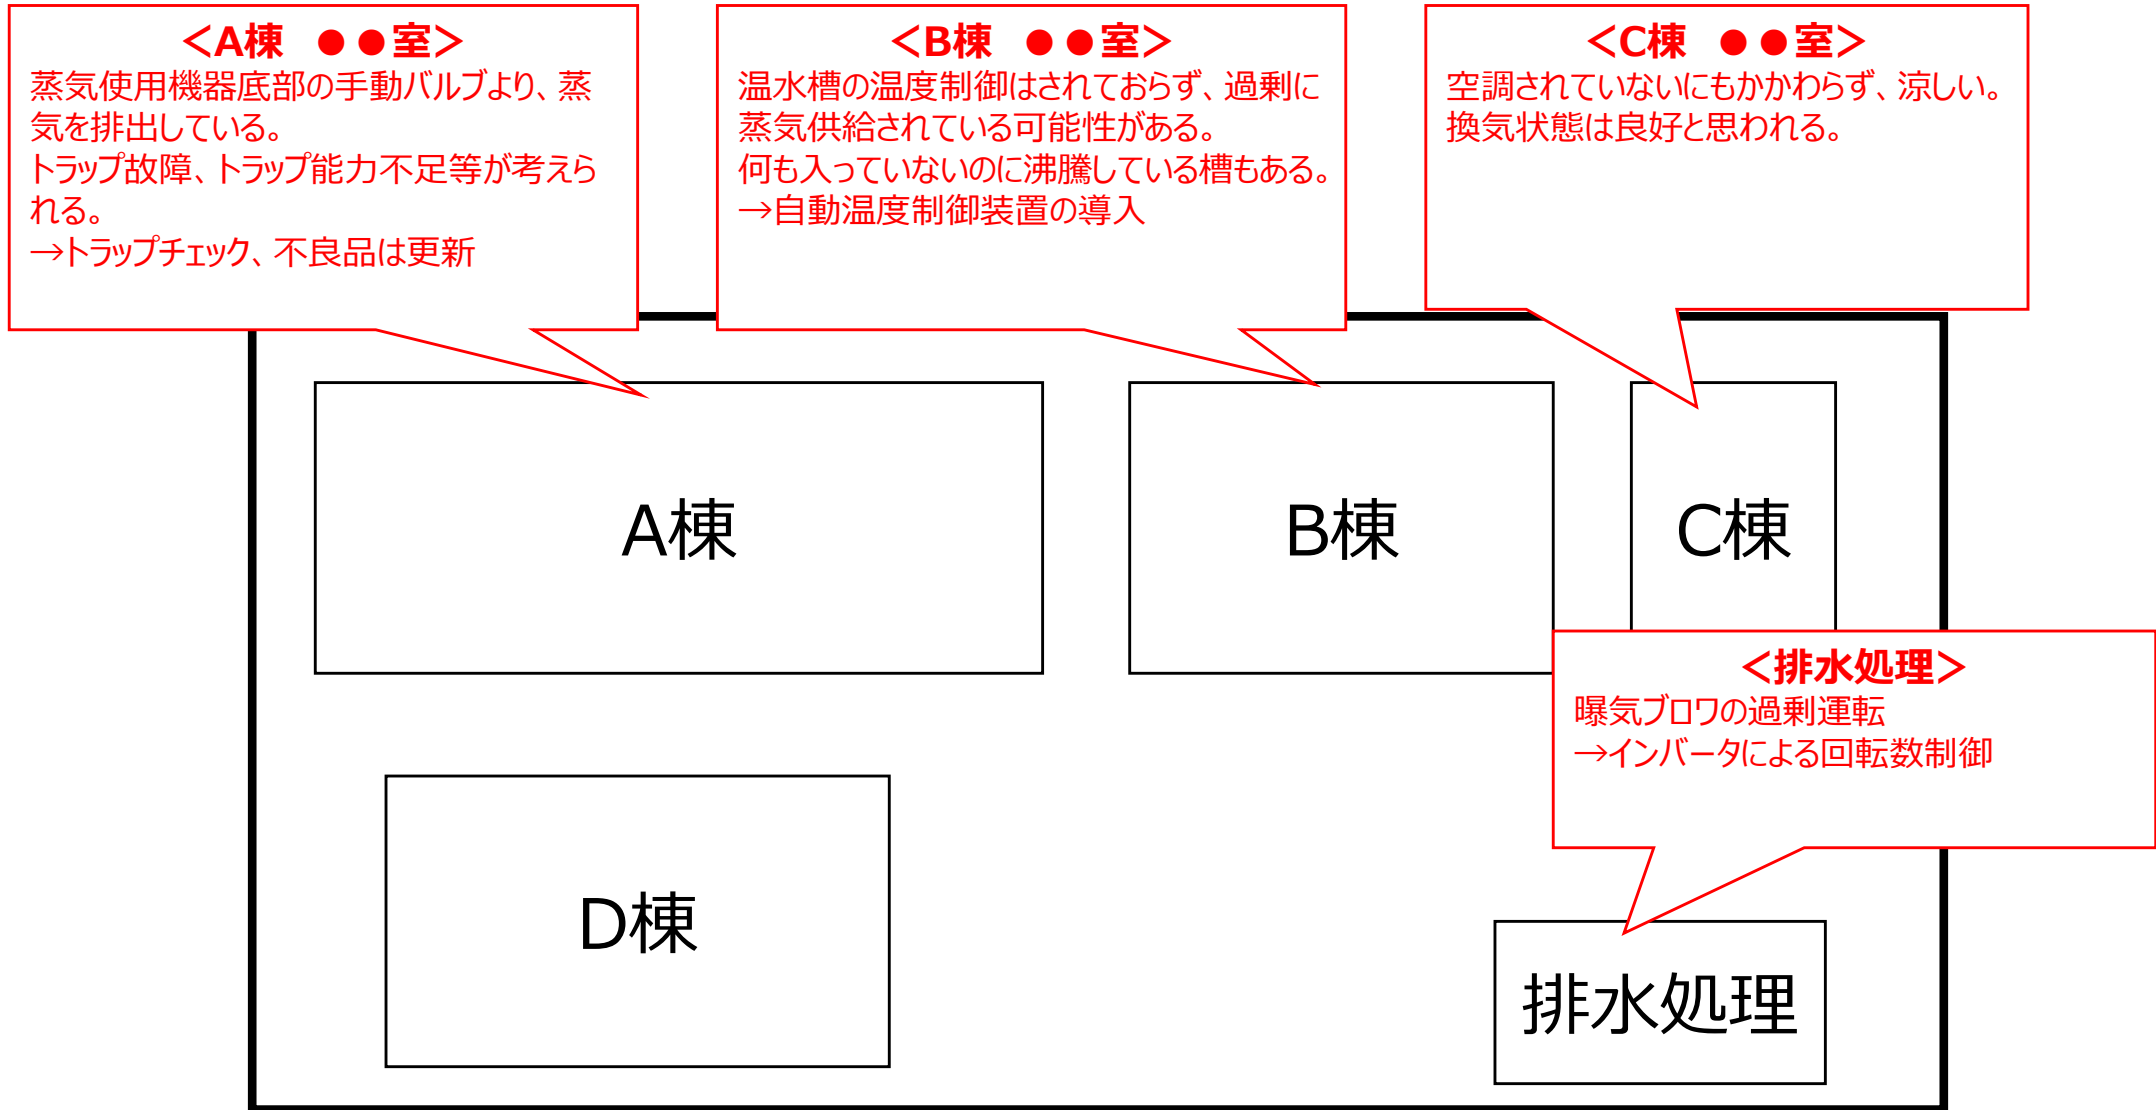 ＜A棟　●●室＞
蒸気使用機器底部の手動バルブより、蒸
気を排出している。
トラップ故障、トラップ能力不足等が考えら
れる。
→トラップチェック、不良品は更新
＜B棟　●●室＞
温水槽の温度制御はされておらず、過剰に
蒸気供給されている可能性がある。
何も入っていないのに沸騰している槽もある。
→自動温度制御装置の導入
＜C棟　●●室＞
空調されていないにもかかわらず、涼しい。
換気状態は良好と思われる。
A棟
B棟
C棟
＜排水処理＞
曝気ブロワの過剰運転
→インバータによる回転数制御
D棟
排水処理